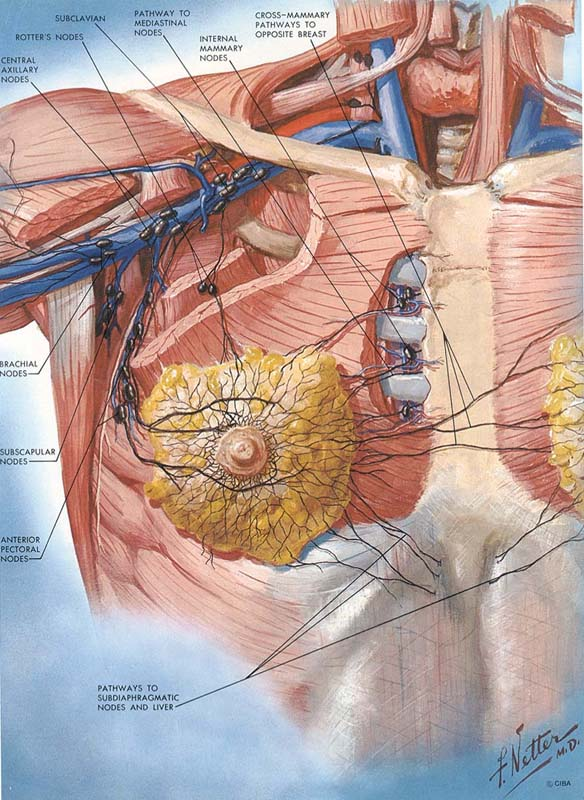 SUBCLAVIAN
ROTTER'S NODES
CENTRAL
AXILLARY
NODES
PATHWAY TO
MEDIASTINAL
NODES
INTERNAL
MAMMARY
NODES
CROSS-MAMMARY
PATHWAYS TO
OPPOSITE BREAST
BRACHIAL
NODES
SUBSCAPULAR
NODES
ANTERIOR
PECTORAL
NODES
PATHWAYS TO
SUBDIAPHRAGMATIC
NODES AND LIVER
F. Netter
M.D.
© CIBA